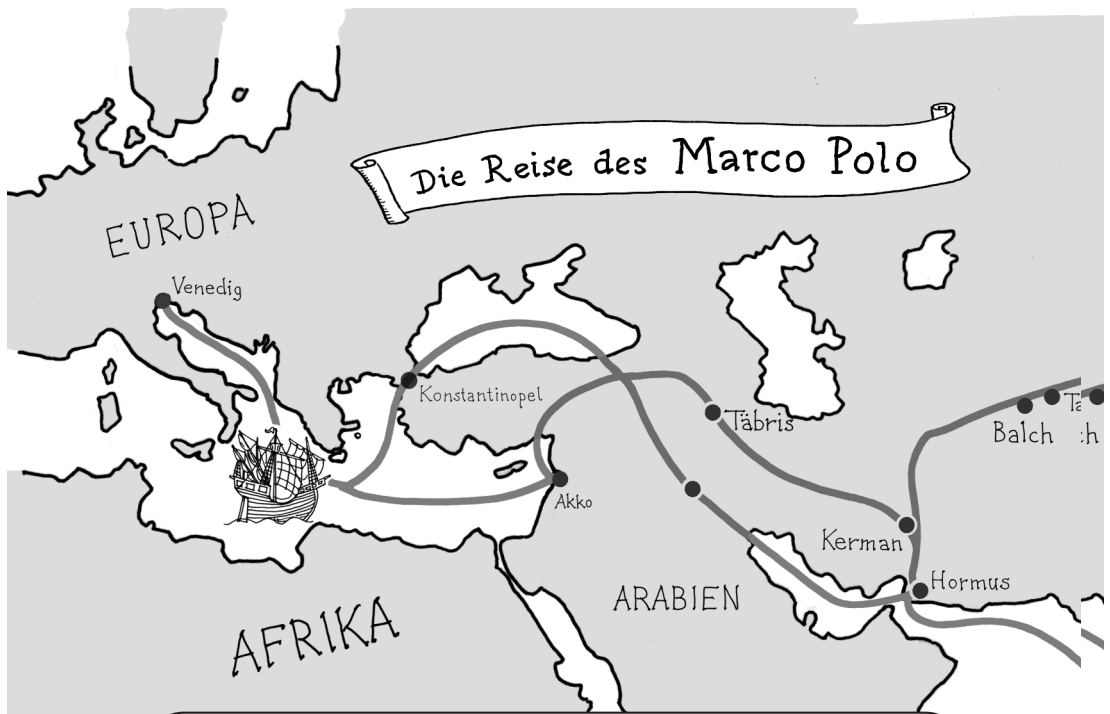 Die Reise des Marco Polo
EUROPA
Venedig
Konstantinopel
Täbris
Balch
Akko
Kerman
Hormus
ARABIEN
AFRIKA